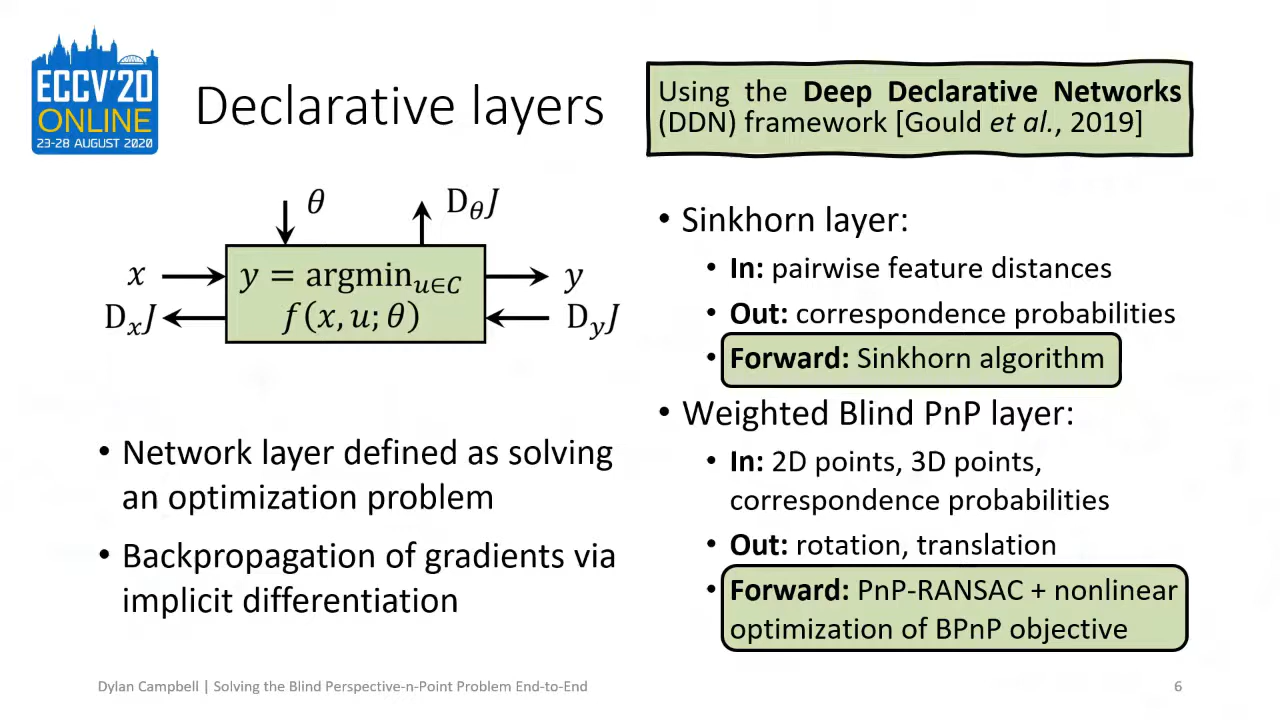 ECCV'20
ONLINE
23-28 AUGUST 2020
Declarative layers
Using the Deep Declarative Networks
(DDN) framework [Gould et al., 2019]
θ
D_θJ
x
y = argmin_{u∈C}
f(x, u; θ)
y
D_xJ
D_yJ
• Network layer defined as solving
an optimization problem
• Backpropagation of gradients via
implicit differentiation
• Sinkhorn layer:
• In: pairwise feature distances
• Out: correspondence probabilities
• Forward: Sinkhorn algorithm
• Weighted Blind PnP layer:
• In: 2D points, 3D points,
correspondence probabilities
• Out: rotation, translation
• Forward: PnP-RANSAC + nonlinear
optimization of BPnP objective
Dylan Campbell | Solving the Blind Perspective-n-Point Problem End-to-End
6